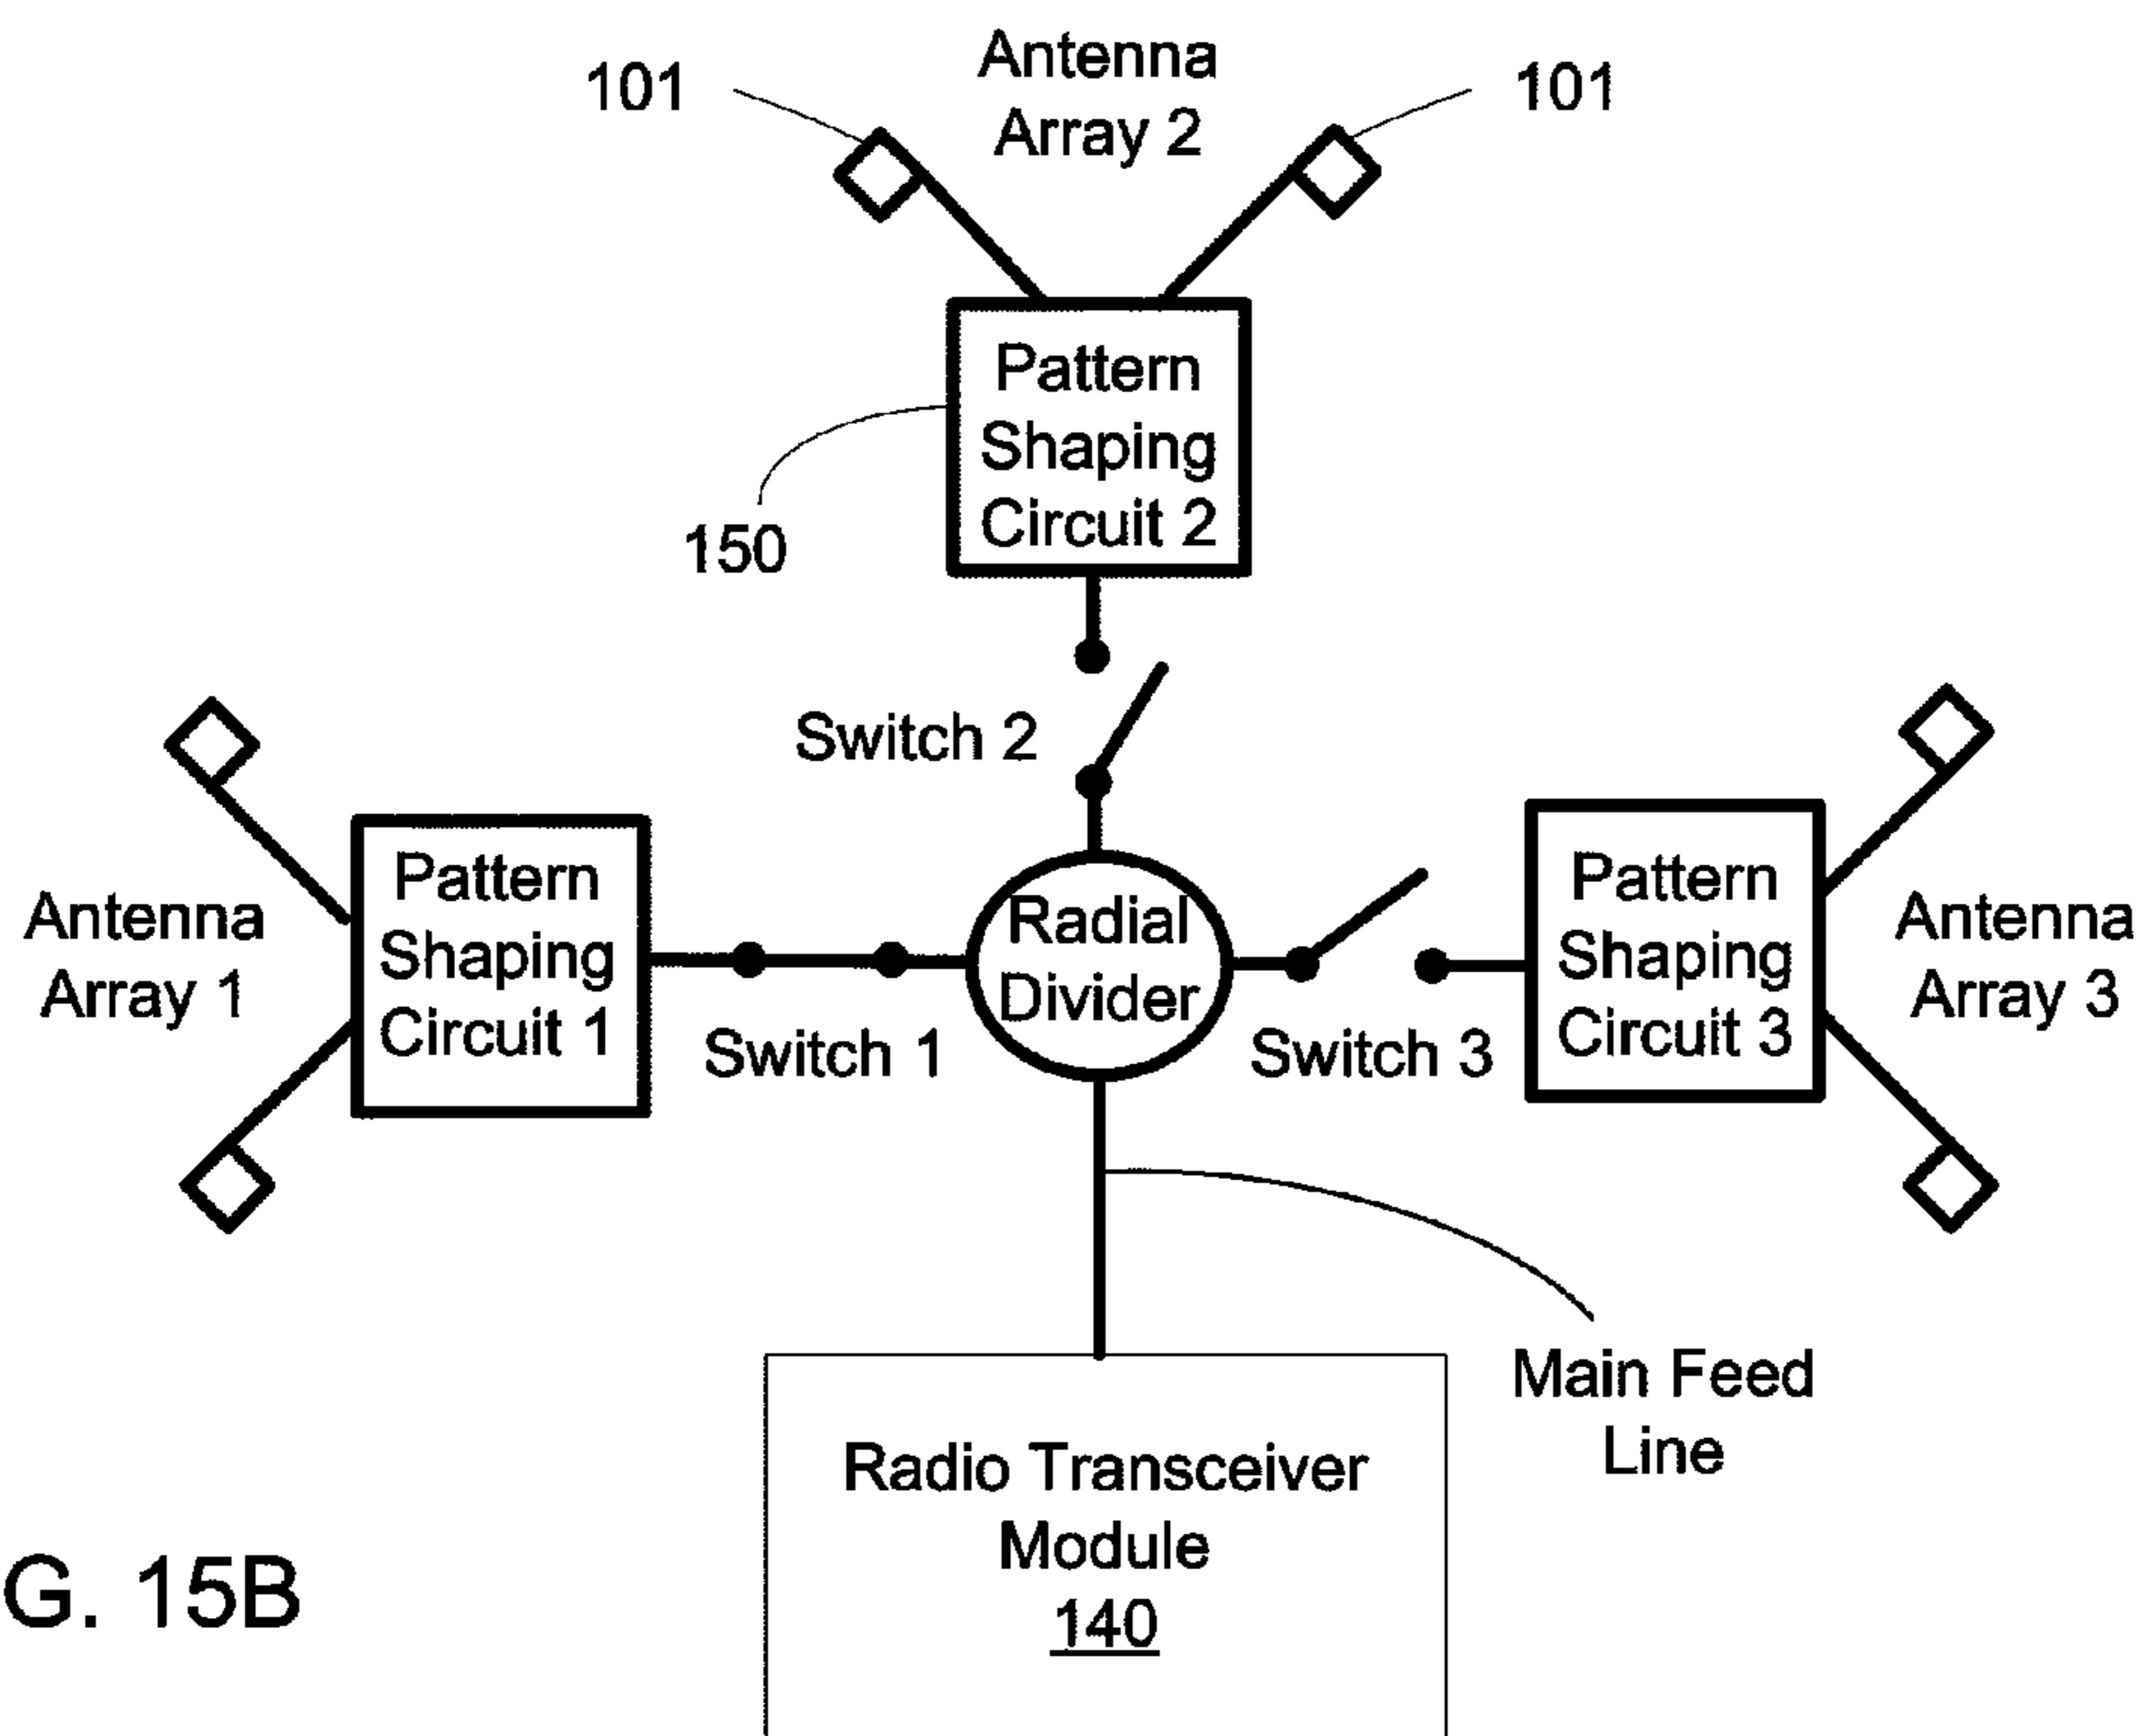 101
Antenna
Array 2
101
Pattern
Shaping
Circuit 2
150
Switch 2
Antenna
Array 1
Pattern
Shaping
Circuit 1
Switch 1
Radial
Divider
Switch 3
Pattern
Shaping
Circuit 3
Antenna
Array 3
Main Feed
Line
Radio Transceiver
Module
140
G. 15B